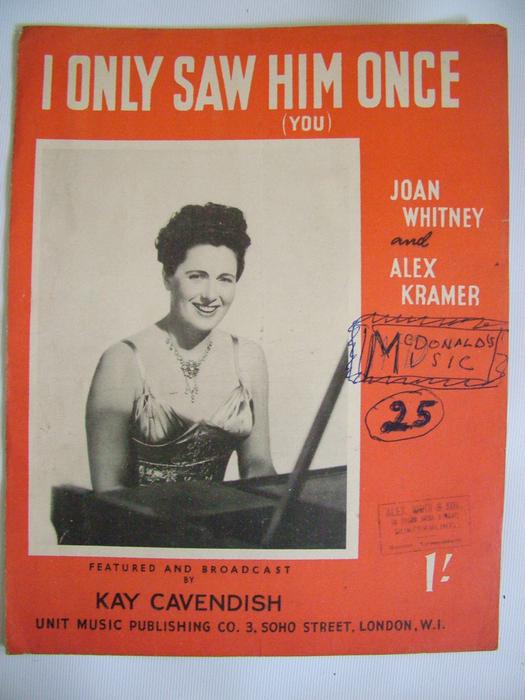 I ONLY SAW HIM ONCE
(YOU)
JOAN
WHITNEY
and
ALEX
KRAMER
McDONALD'S
MUSIC
25
ALEX
1/-
FEATURED AND BROADCAST
BY
KAY CAVENDISH
UNIT MUSIC PUBLISHING CO. 3, SOHO STREET, LONDON, W.1.